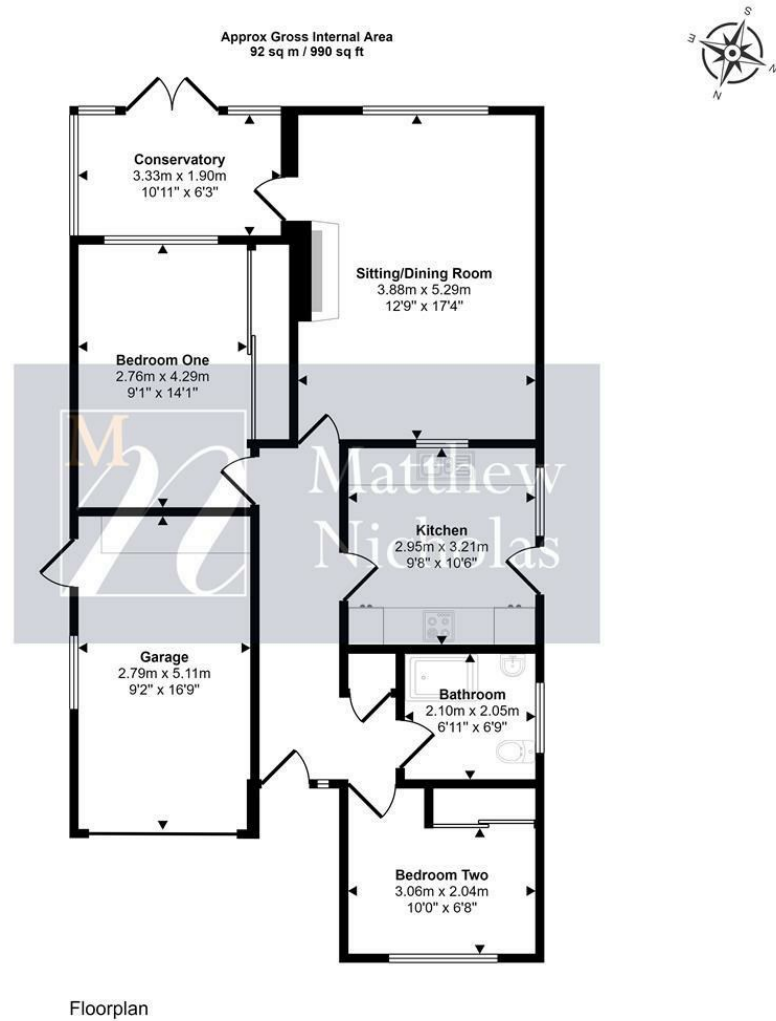 Approx Gross Internal Area
92 sq m / 990 sq ft
S
E
W
N
Conservatory
3.33m x 1.90m
10'11" x 6'3"
Sitting/Dining Room
3.88m x 5.29m
12'9" x 17'4"
Bedroom One
2.76m x 4.29m
9'1" x 14'1"
M
n
Matthew
Nicholas
Kitchen
2.95m x 3.21m
9'8" x 10'6"
Garage
2.79m x 5.11m
9'2" x 16'9"
Bathroom
2.10m x 2.05m
6'11" x 6'9"
Bedroom Two
3.06m x 2.04m
10'0" x 6'8"
Floorplan